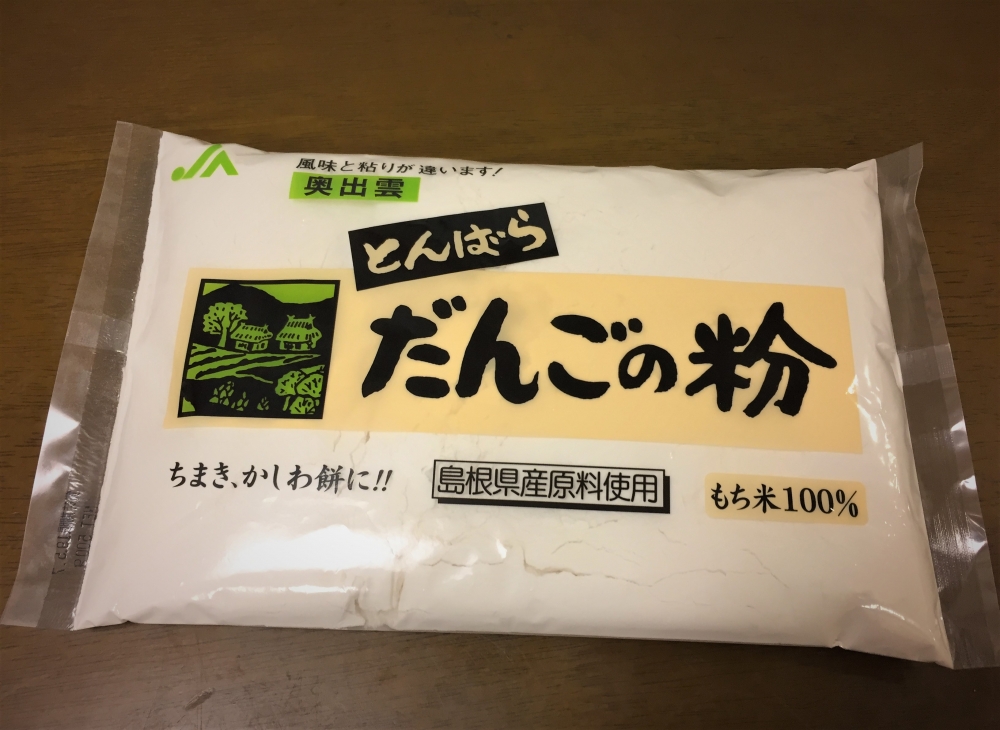 JA
風味と粘りが違います!
奥出雲
とんばら
だんごの粉
ちまき、かしわ餅に!!
島根県産原料使用
もち米100%